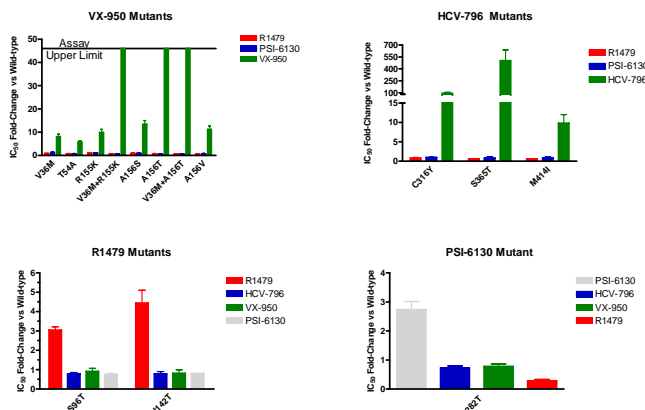 VX-950 Mutants
IC50 Fold-Change vs Wild-type
50
40
30
20
10
0
Assay
Upper Limit
R1479
PSI-6130
VX-950
V36M
T54A
R155K
V36M+R155K
A156S
A156T
V36M+A156T
A156V
HCV-796 Mutants
IC50 Fold-Change vs Wild-type
700
500
300
100
15
10
5
0
R1479
PSI-6130
HCV-796
C316Y
S365T
M414I
R1479 Mutants
IC50 Fold-Change vs Wild-type
6
5
4
3
2
1
0
R1479
HCV-796
VX-950
PSI-6130
S96T
I142T
PSI-6130 Mutant
IC50 Fold-Change vs Wild-type
4
3
2
1
0
PSI-6130
HCV-796
VX-950
R1479
282T